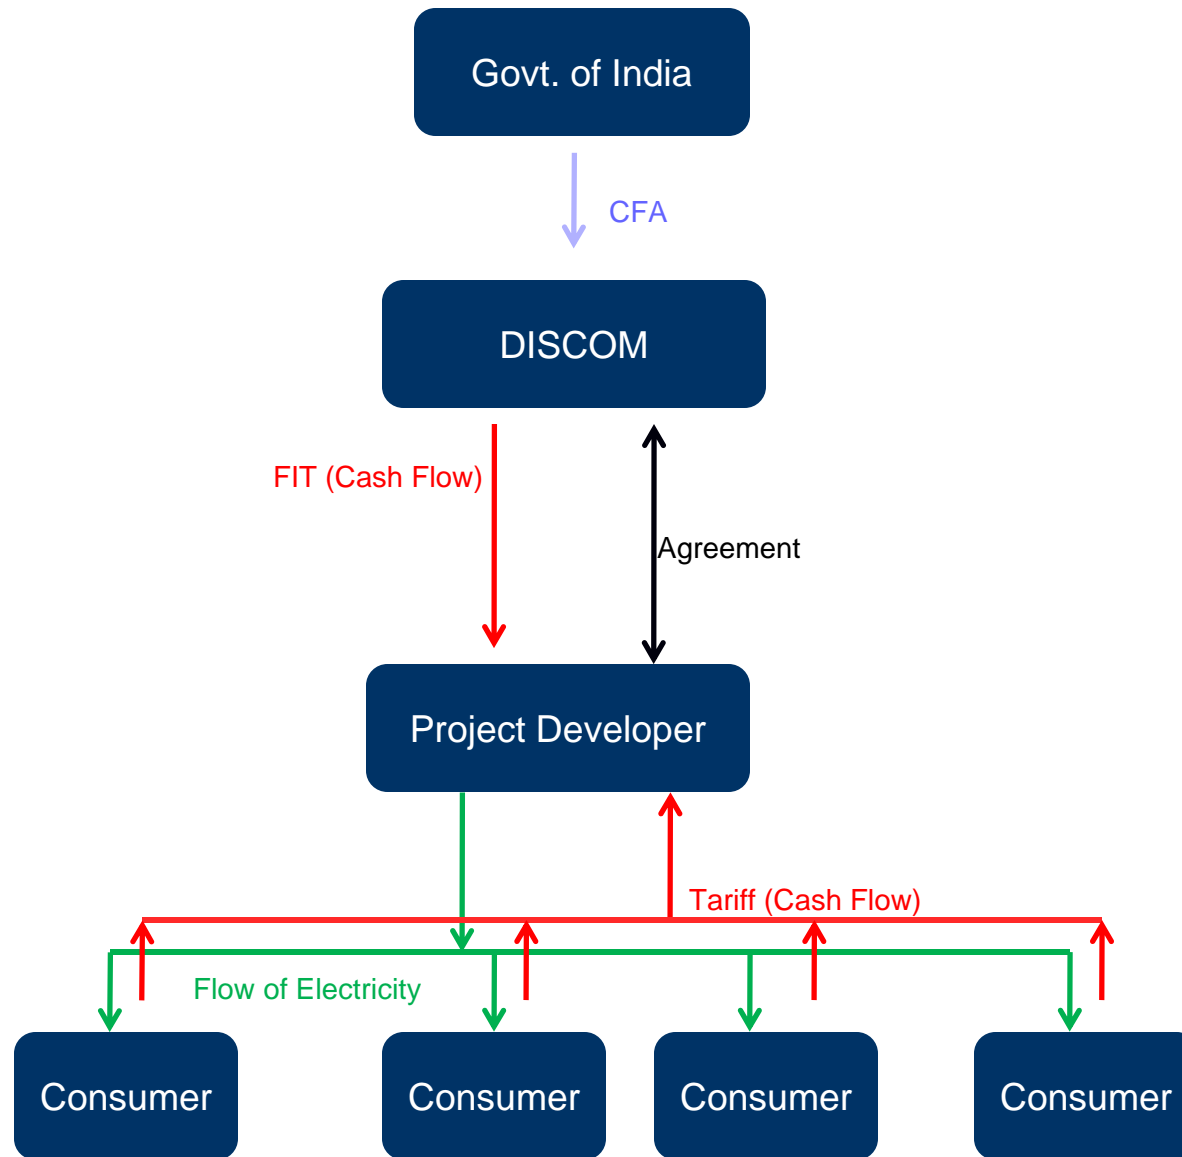 Govt. of India
CFA
DISCOM
FIT (Cash Flow)
Agreement
Project Developer
Tariff (Cash Flow)
Flow of Electricity
Consumer
Consumer
Consumer
Consumer